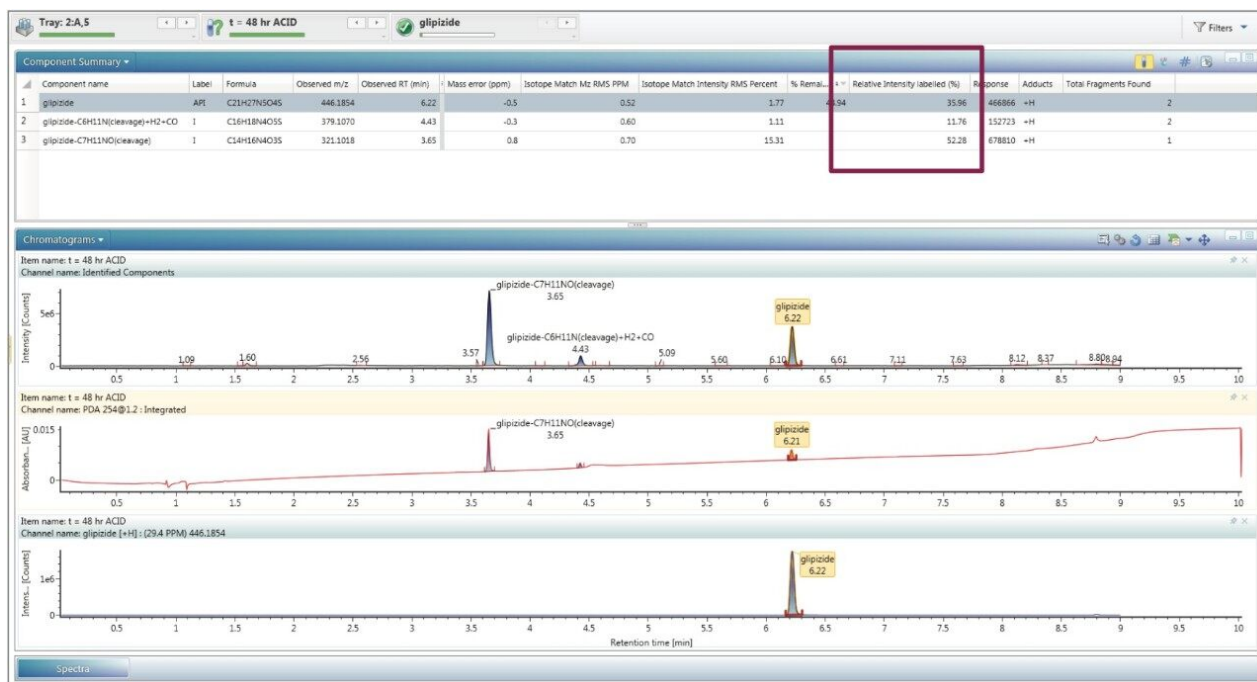 Tray: 2:A,5 t = 48 hr ACID glipizide Filters
Component Summary
Component name Label Formula Observed m/z Observed RT (min) Mass error (ppm) Isotope Match Mz RMS PPM Isotope Match Intensity RMS Percent % Remai... Relative Intensity labelled (%) Response Adducts Total Fragments Found
1 glipizide API C21H27N5O4S 446.1854 6.22 -0.5 0.52 1.77 35.96 466866 +H 2
2 glipizide-C6H11N(cleavage)+H2+CO I C16H18N4O5S 379.1070 4.43 -0.3 0.60 1.11 11.76 152723 +H 2
3 glipizide-C7H11NO(cleavage) I C14H16N4O3S 321.1018 3.65 0.8 0.70 15.31 52.28 678810 +H 1
Chromatograms
Item name: t = 48 hr ACID
Channel name: Identified Components
Intensity [Counts]
5e6
0
glipizide-C7H11NO(cleavage)
3.65
glipizide
6.22
glipizide-C6H11N(cleavage)+H2+CO
4.43
1.09 1.60 2.56 3.57 5.09 5.60 6.10 6.61 7.11 7.63 8.12 8.37 8.80 8.94
0.5 1 1.5 2 2.5 3 3.5 4 4.5 5 5.5 6 6.5 7 7.5 8 8.5 9 9.5 10
Item name: t = 48 hr ACID
Channel name: PDA 254@1.2 : Integrated
Absorban... [AU]
0.015
0
glipizide-C7H11NO(cleavage)
3.65
glipizide
6.21
0.5 1 1.5 2 2.5 3 3.5 4 4.5 5 5.5 6 6.5 7 7.5 8 8.5 9 9.5 10
Item name: t = 48 hr ACID
Channel name: glipizide [+H] : (29.4 PPM) 446.1854
Intens... [Counts]
1e6
0
glipizide
6.22
0.5 1 1.5 2 2.5 3 3.5 4 4.5 5 5.5 6 6.5 7 7.5 8 8.5 9 9.5 10
Retention time [min]
Spectra